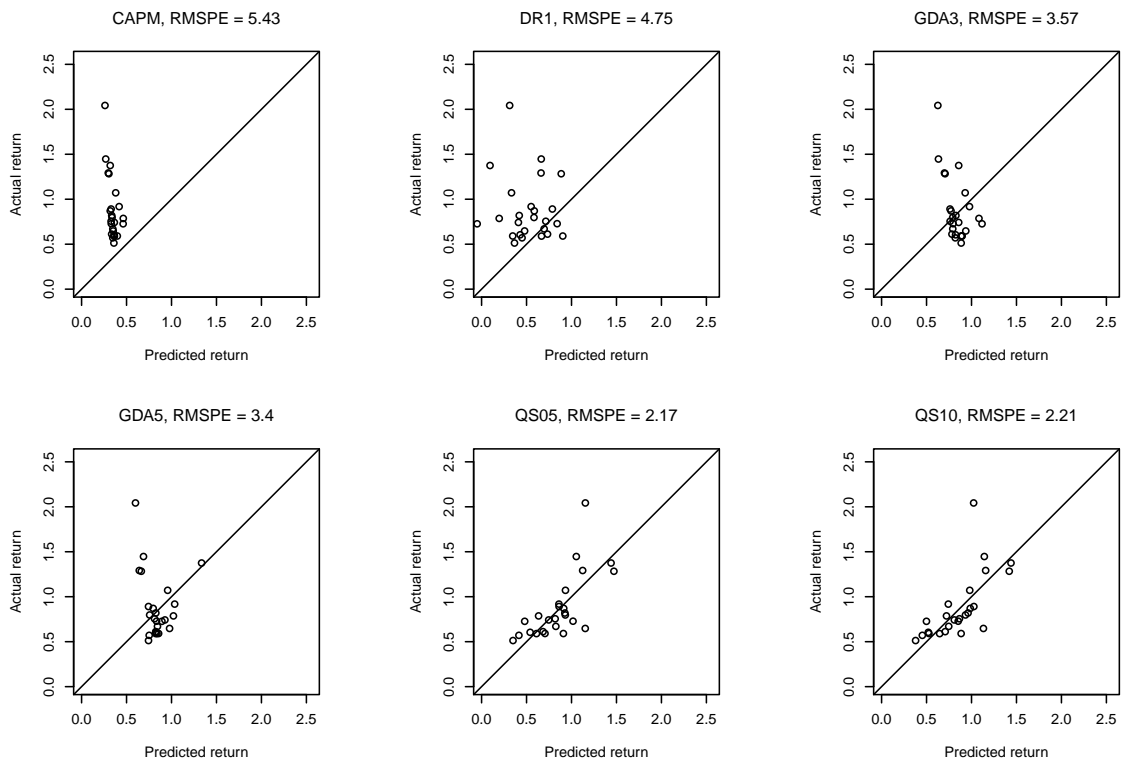 CAPM, RMSPE = 5.43
2.5
2.0
1.5
1.0
0.5
0.0
Actual return
0.0 0.5 1.0 1.5 2.0 2.5
Predicted return
DR1, RMSPE = 4.75
2.5
2.0
1.5
1.0
0.5
0.0
Actual return
0.0 0.5 1.0 1.5 2.0 2.5
Predicted return
GDA3, RMSPE = 3.57
2.5
2.0
1.5
1.0
0.5
0.0
Actual return
0.0 0.5 1.0 1.5 2.0 2.5
Predicted return
GDA5, RMSPE = 3.4
2.5
2.0
1.5
1.0
0.5
0.0
Actual return
0.0 0.5 1.0 1.5 2.0 2.5
Predicted return
QS05, RMSPE = 2.17
2.5
2.0
1.5
1.0
0.5
0.0
Actual return
0.0 0.5 1.0 1.5 2.0 2.5
Predicted return
QS10, RMSPE = 2.21
2.5
2.0
1.5
1.0
0.5
0.0
Actual return
0.0 0.5 1.0 1.5 2.0 2.5
Predicted return